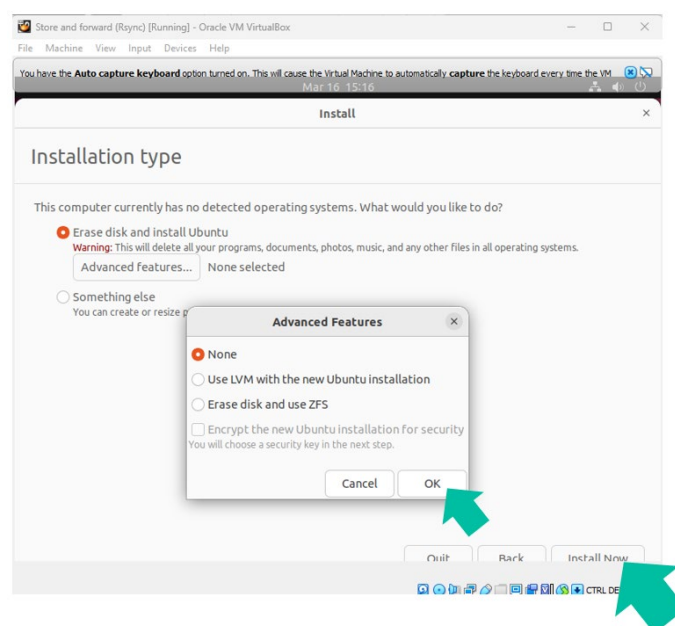 Store and forward (Rsync) [Running] - Oracle VM VirtualBox
File Machine View Input Devices Help
You have the Auto capture keyboard option turned on. This will cause the Virtual Machine to automatically capture the keyboard every time the VM
Mar 16 15:16
Install
Installation type
This computer currently has no detected operating systems. What would you like to do?
Erase disk and install Ubuntu
Warning: This will delete all your programs, documents, photos, music, and any other files in all operating systems.
Advanced features... None selected
Something else
You can create or resize
Advanced Features
None
Use LVM with the new Ubuntu installation
Erase disk and use ZFS
Encrypt the new Ubuntu installation for security
You will choose a security key in the next step.
Cancel OK
Quit Back Install Now
CTRL